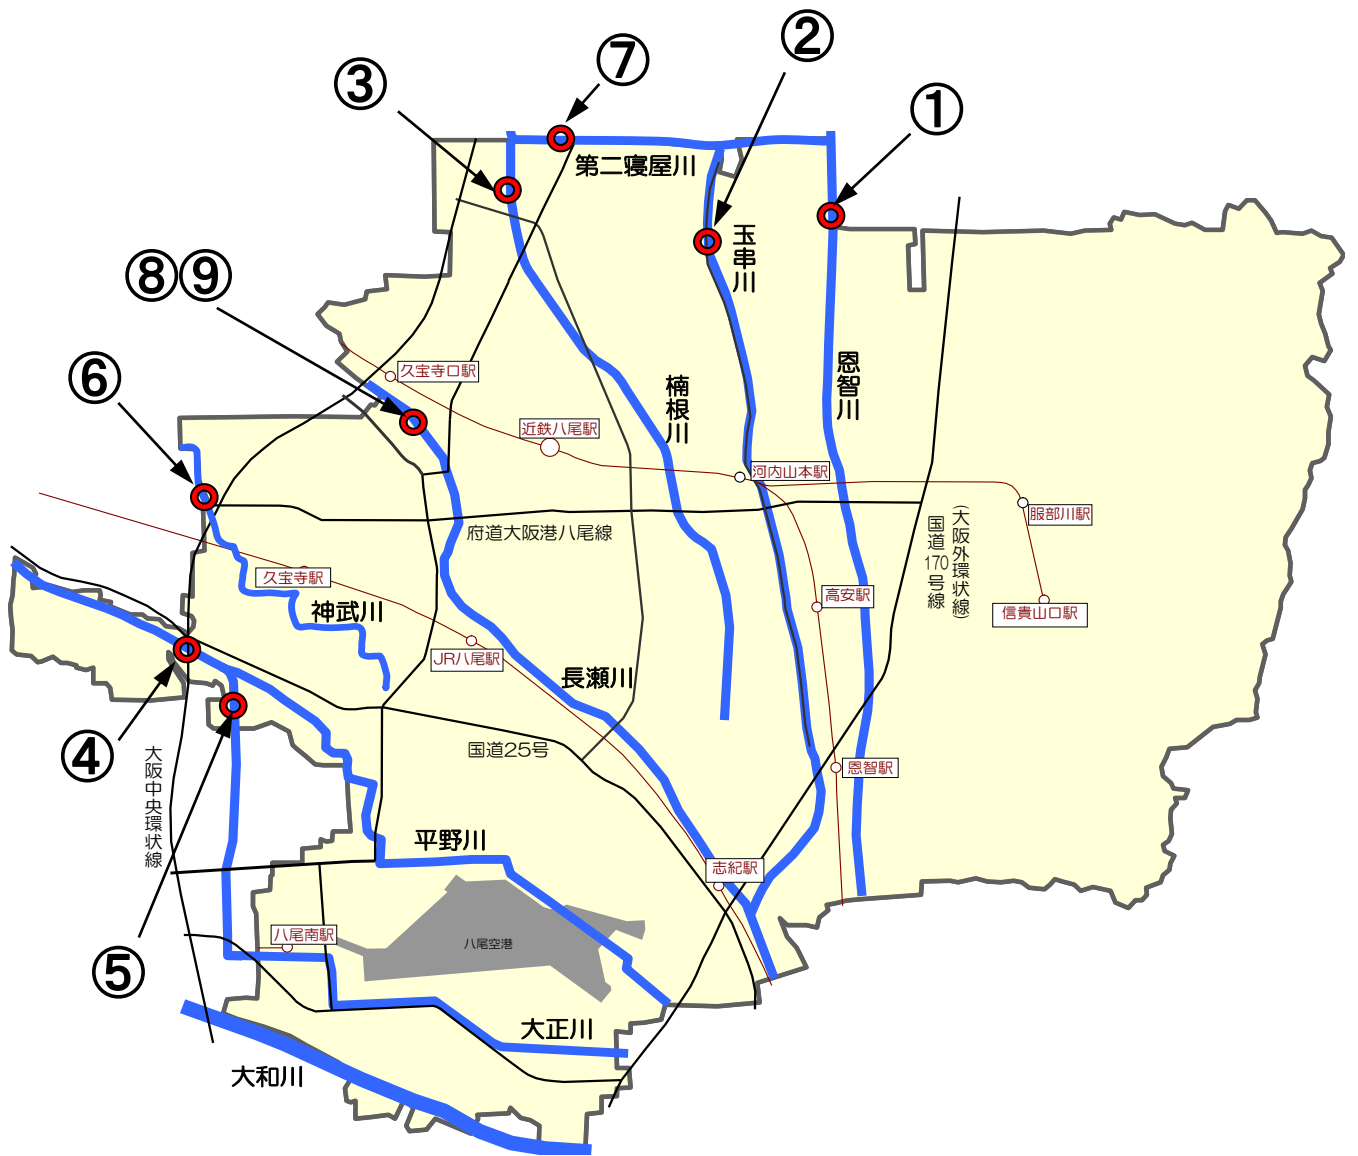 ②
⑦
③
①
第二寝屋川
玉串川
⑧⑨
恩智川
⑥
久宝寺口駅
楠根川
近鉄八尾駅
河内山本駅
服部川駅
府道大阪港八尾線
国道170号線
(大阪外環状線)
久宝寺駅
神武川
高安駅
信貴山口駅
JR八尾駅
長瀬川
④
国道25号
大阪中央環状線
恩智駅
平野川
志紀駅
八尾南駅
八尾空港
⑤
大正川
大和川